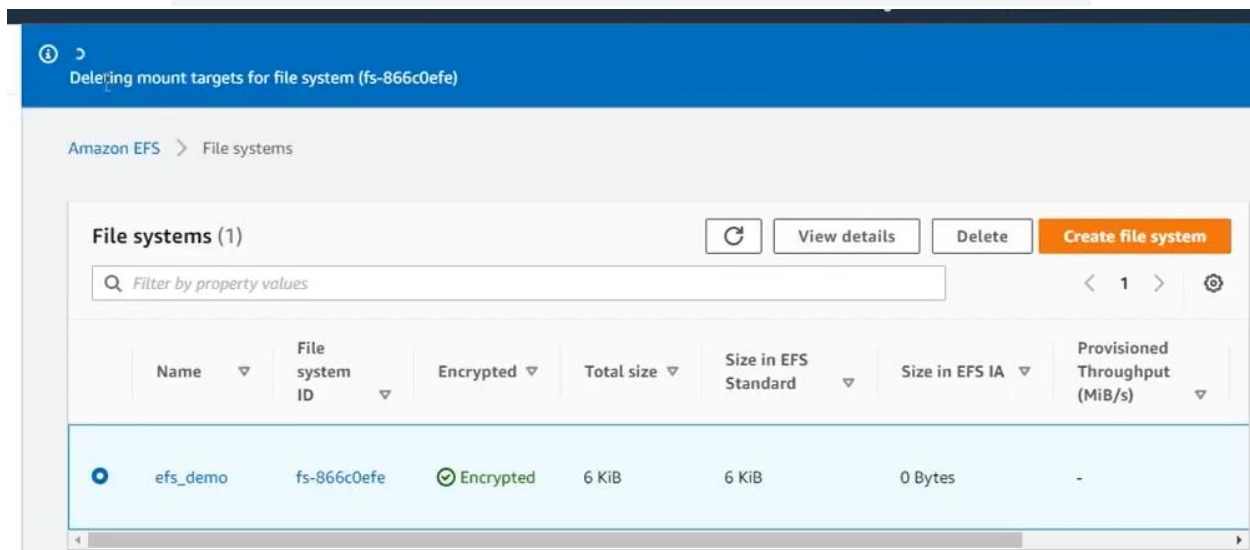 Deleting mount targets for file system (fs-866c0efe)
Amazon EFS > File systems
File systems (1)
View details
Delete
Create file system
Filter by property values
1
Name
File system ID
Encrypted
Total size
Size in EFS Standard
Size in EFS IA
Provisioned Throughput (MiB/s)
efs_demo
fs-866c0efe
Encrypted
6 KiB
6 KiB
0 Bytes
-